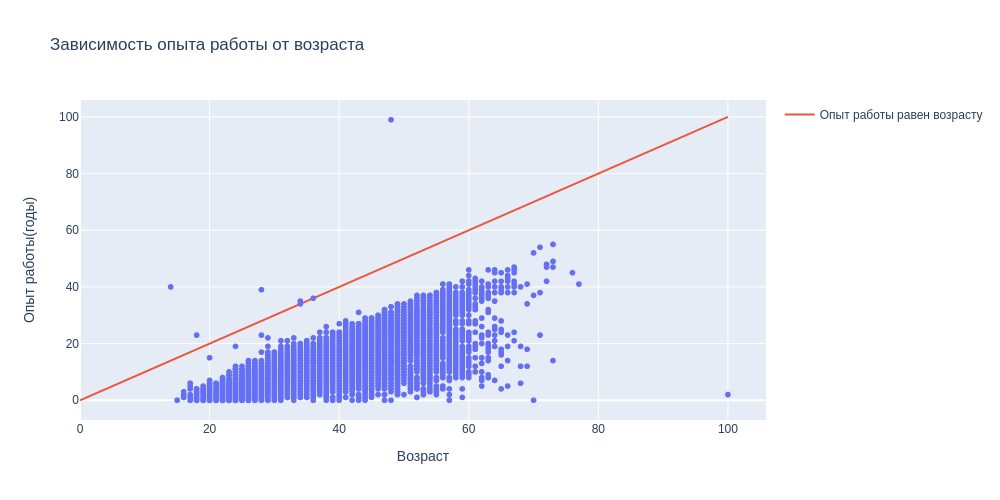 Зависимость опыта работы от возраста
Опыт работы равен возрасту
Опыт работы(годы)
100
80
60
40
20
0
0 20 40 60 80 100
Возраст